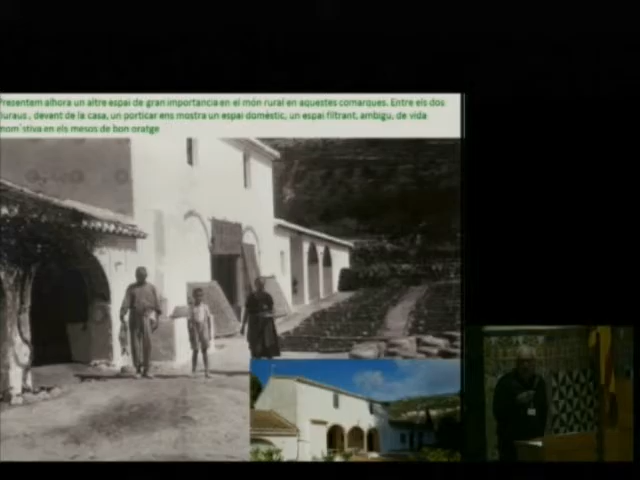 Presentem alhora un altre espai de gran importancia en el món rural en aquestes comarques. Entre els dos
riuraus, devant de la casa, un porticar ens mostra un espai domèstic, un espai filtrant, ambigu, de vida
en els mesos de bon oratge